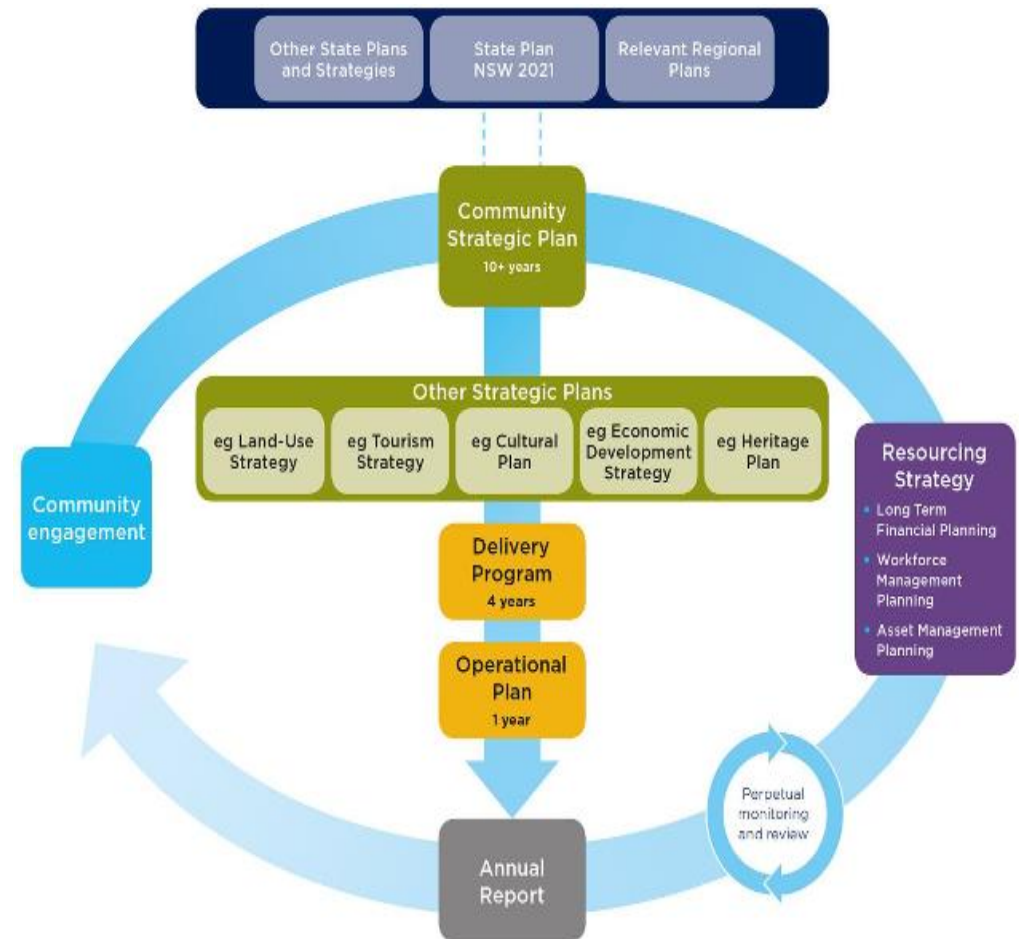 Other State Plans
and Strategies
State Plan
NSW 2021
Relevant Regional
Plans
Community
Strategic Plan
10+ years
Other Strategic Plans
eg Land-Use
Strategy
eg Tourism
Strategy
eg Cultural
Plan
eg Economic
Development
Strategy
eg Heritage
Plan
Community
engagement
Resourcing
Strategy
• Long Term
Financial Planning
• Workforce
Management
Planning
• Asset Management
Planning
Delivery
Program
4 years
Operational
Plan
1 year
Perpetual
monitoring
and review
Annual
Report